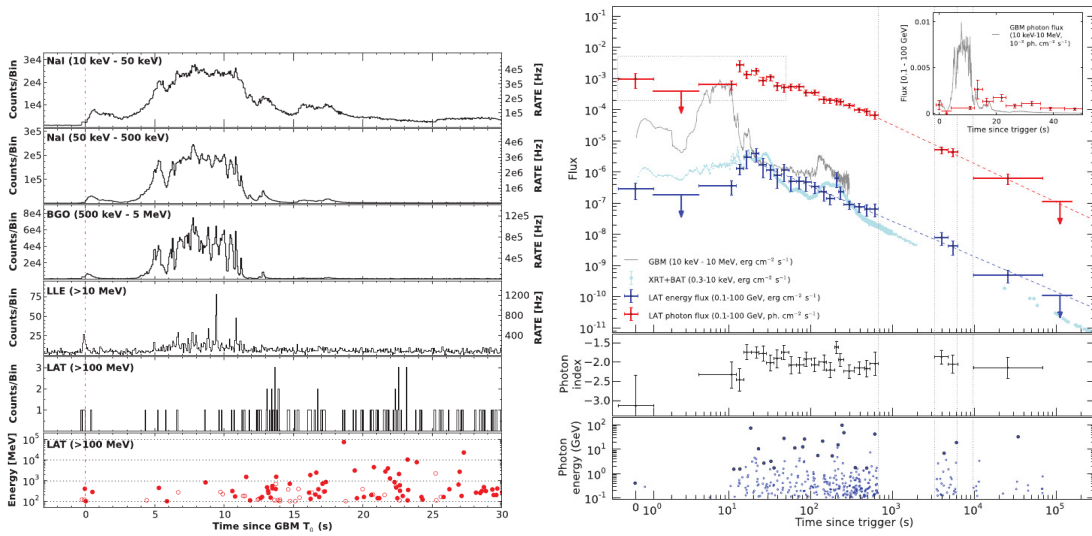 NaI (10 keV - 50 keV)
Counts/Bin
3e4
2e4
1e4
RATE [Hz]
4e5
3e5
1e5
NaI (50 keV - 500 keV)
Counts/Bin
3e5
2e5
1e5
RATE [Hz]
6e6
4e6
3e6
1e6
BGO (500 keV - 5 MeV)
Counts/Bin
8e4
6e4
4e4
2e4
RATE [Hz]
12e5
8e5
3e5
LLE (>10 MeV)
Counts/Bin
75
50
25
RATE [Hz]
1200
800
400
LAT (>100 MeV)
Counts/Bin
3
2
1
LAT (>100 MeV)
Energy [MeV]
10⁵
10⁴
10³
10²
0 5 10 15 20 25 30
Time since GBM T₀ (s)
Flux
10⁻¹
10⁻²
10⁻³
10⁻⁴
10⁻⁵
10⁻⁶
10⁻⁷
10⁻⁸
10⁻⁹
10⁻¹⁰
10⁻¹¹
Flux [0.1 - 100 GeV]
0.01
0.005
GBM photon flux
(10 keV-10 MeV,
10⁻² ph. cm⁻² s⁻¹)
0 20 40
Time since trigger (s)
GBM (10 keV - 10 MeV, erg cm⁻² s⁻¹)
XRT+BAT (0.3-10 keV, erg cm⁻² s⁻¹)
LAT energy flux (0.1-100 GeV, erg cm⁻² s⁻¹)
LAT photon flux (0.1-100 GeV, ph. cm⁻² s⁻¹)
Photon
index
−1.5
−2.0
−2.5
−3.0
Photon
energy (GeV)
10²
10¹
10⁰
10⁻¹
0 10⁰ 10¹ 10² 10³ 10⁴ 10⁵
Time since trigger (s)